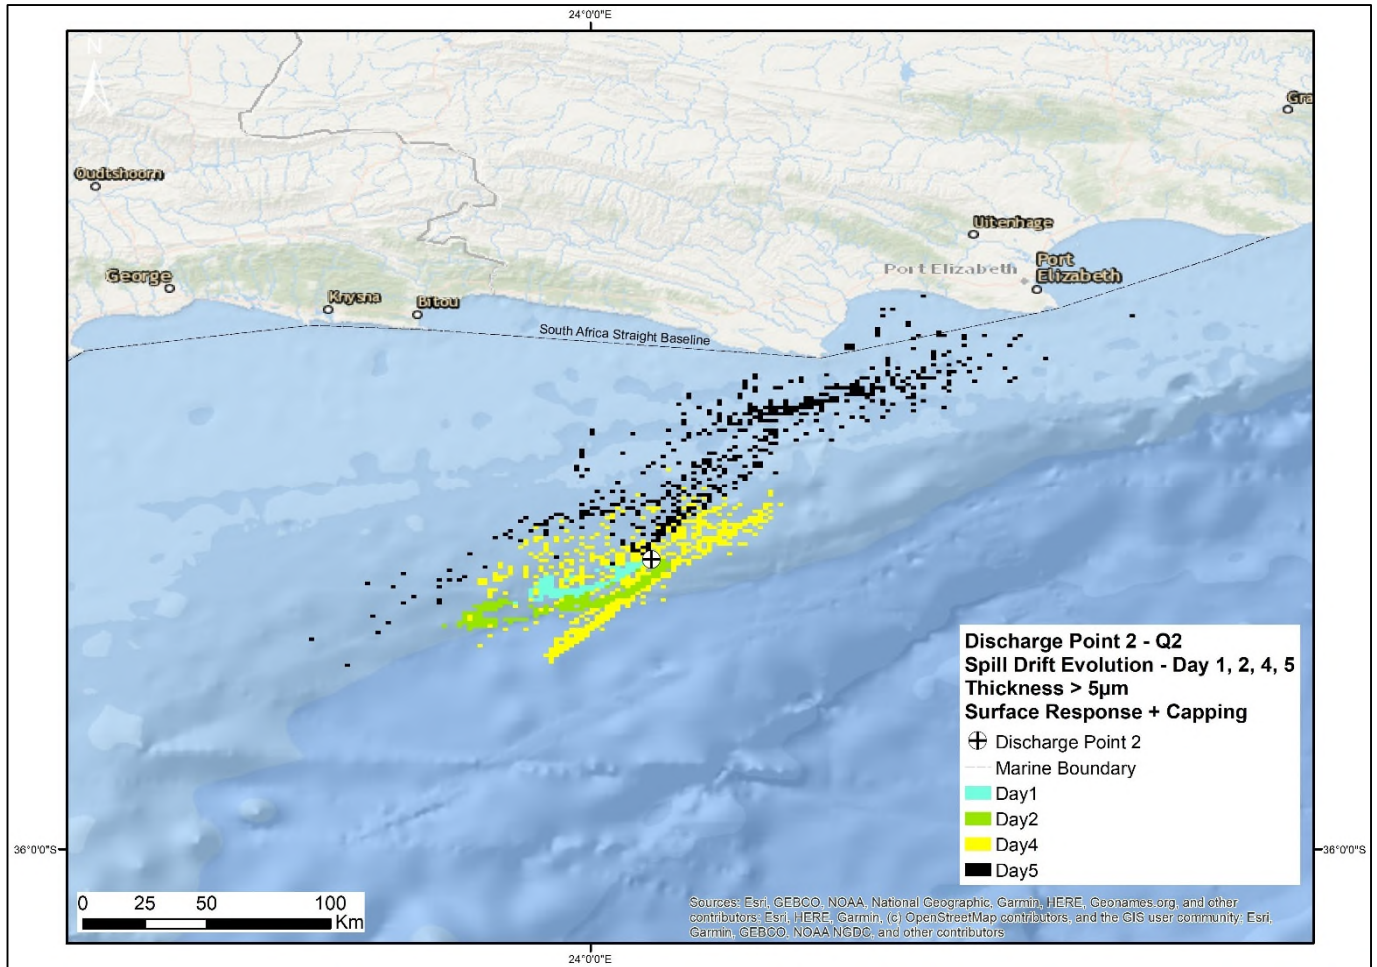 24°0'0"E
N
Gra
Oudtshoorn
Uitenhage
Port Elizabeth
Port
Elizabeth
George
Knysna
Bitou
South Africa Straight Baseline
Discharge Point 2 - Q2
Spill Drift Evolution - Day 1, 2, 4, 5
Thickness > 5µm
Surface Response + Capping
Discharge Point 2
Marine Boundary
Day1
Day2
Day4
Day5
36°0'0"S
36°0'0"S
0 25 50 100
Km
Sources: Esri, GEBCO, NOAA, National Geographic, Garmin, HERE, Geonames.org, and other
contributors; Esri, HERE, Garmin, (c) OpenStreetMap contributors, and the GIS user community; Esri,
Garmin, GEBCO, NOAA NGDC, and other contributors
24°0'0"E